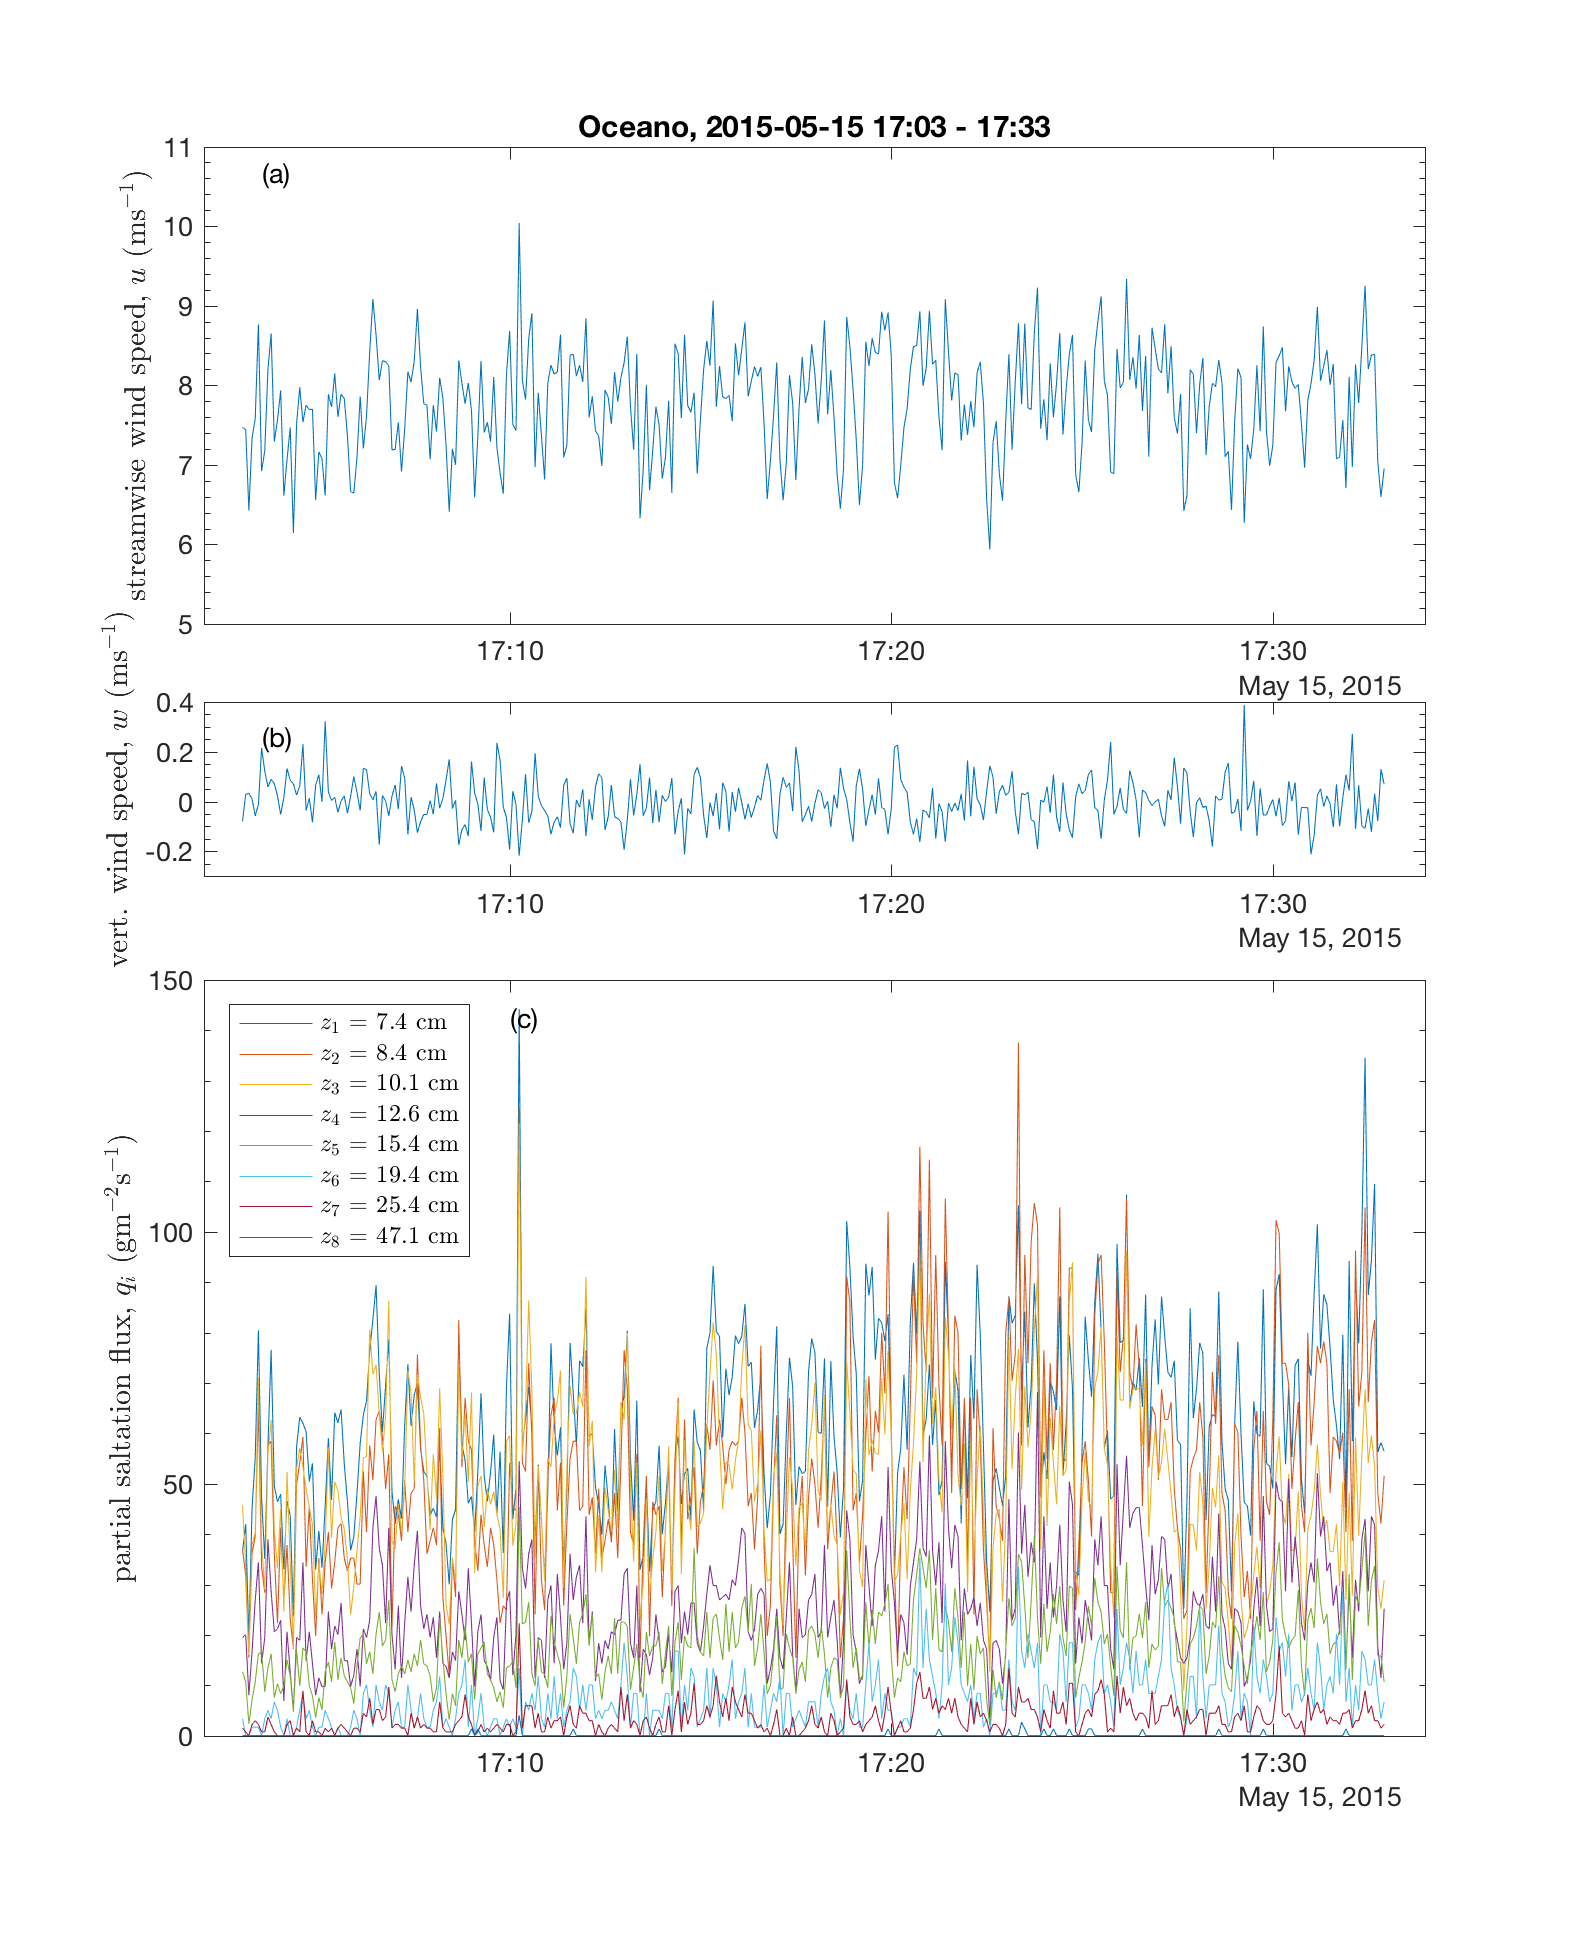 Oceano, 2015-05-15 17:03 - 17:33
(a)
streamwise wind speed, u (ms⁻¹)
11
10
9
8
7
6
5
17:10 17:20 17:30
May 15, 2015
(b)
vert. wind speed, w (ms⁻¹)
0.4
0.2
0
-0.2
17:10 17:20 17:30
May 15, 2015
(c)
partial saltation flux, qᵢ (gm⁻²s⁻¹)
150
100
50
0
z₁ = 7.4 cm
z₂ = 8.4 cm
z₃ = 10.1 cm
z₄ = 12.6 cm
z₅ = 15.4 cm
z₆ = 19.4 cm
z₇ = 25.4 cm
z₈ = 47.1 cm
17:10 17:20 17:30
May 15, 2015